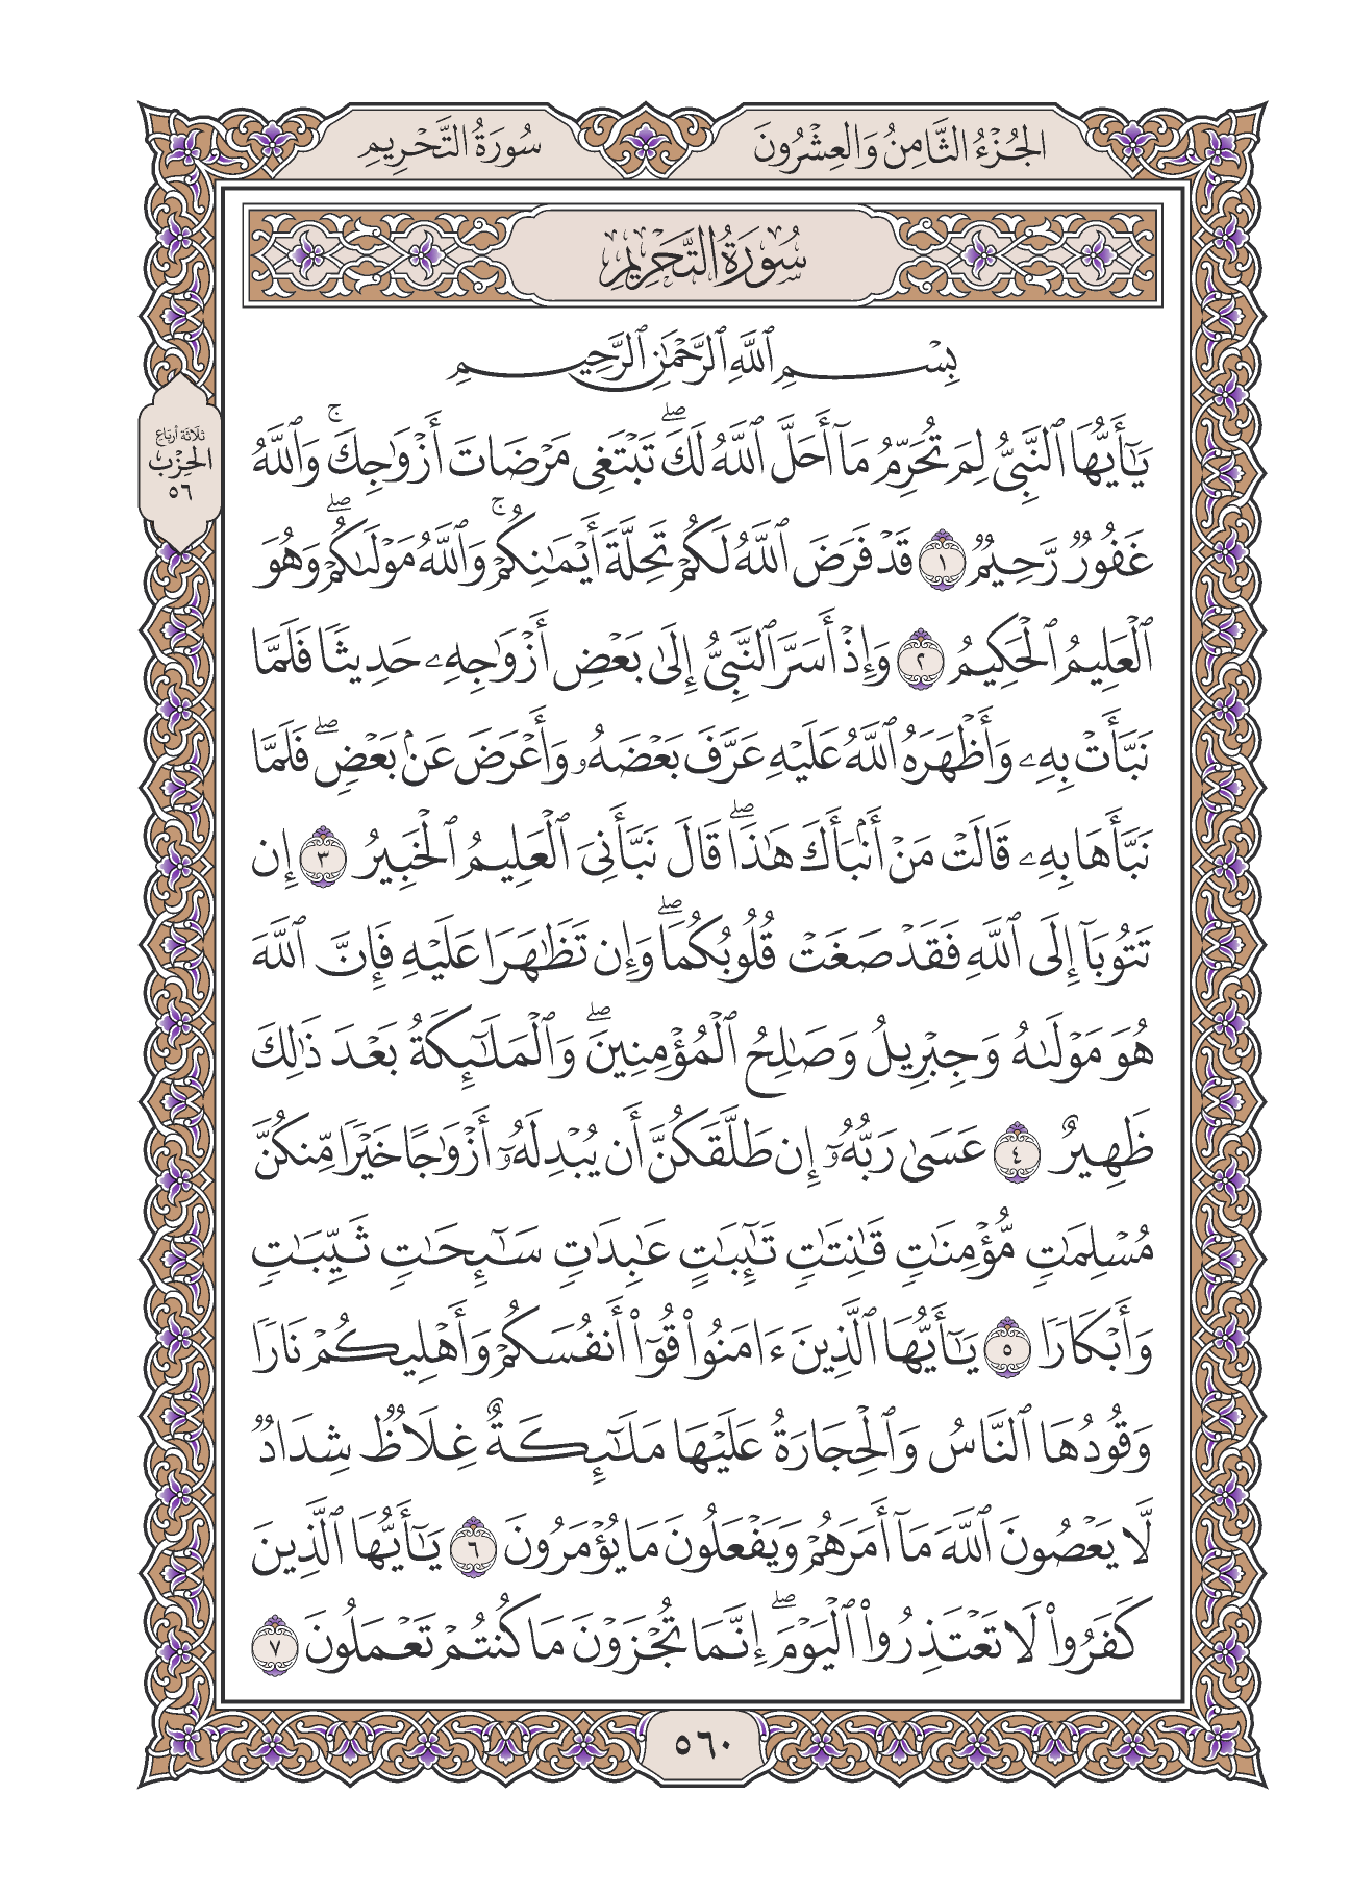 الجُزْءُ الثَّامِنُ وَالعِشْرُونَ
سُورَةُ التَّحْرِيمِ
سُورَةُ التَّحْرِيمِ
بِسْمِ ٱللَّهِ ٱلرَّحْمَٰنِ ٱلرَّحِيمِ
يَٰٓأَيُّهَا ٱلنَّبِىُّ لِمَ تُحَرِّمُ مَآ أَحَلَّ ٱللَّهُ لَكَ ۖ تَبْتَغِى مَرْضَاتَ أَزْوَٰجِكَ ۚ وَٱللَّهُ
غَفُورٌ رَّحِيمٌ ١ قَدْ فَرَضَ ٱللَّهُ لَكُمْ تَحِلَّةَ أَيْمَٰنِكُمْ ۚ وَٱللَّهُ مَوْلَىٰكُمْ ۖ وَهُوَ
ٱلْعَلِيمُ ٱلْحَكِيمُ ٢ وَإِذْ أَسَرَّ ٱلنَّبِىُّ إِلَىٰ بَعْضِ أَزْوَٰجِهِۦ حَدِيثًا فَلَمَّا
نَبَّأَتْ بِهِۦ وَأَظْهَرَهُ ٱللَّهُ عَلَيْهِ عَرَّفَ بَعْضَهُۥ وَأَعْرَضَ عَنۢ بَعْضٍ ۖ فَلَمَّا
نَبَّأَهَا بِهِۦ قَالَتْ مَنْ أَنۢبَأَكَ هَٰذَا ۖ قَالَ نَبَّأَنِىَ ٱلْعَلِيمُ ٱلْخَبِيرُ ٣ إِن
تَتُوبَآ إِلَى ٱللَّهِ فَقَدْ صَغَتْ قُلُوبُكُمَا ۖ وَإِن تَظَٰهَرَا عَلَيْهِ فَإِنَّ ٱللَّهَ
هُوَ مَوْلَىٰهُ وَجِبْرِيلُ وَصَٰلِحُ ٱلْمُؤْمِنِينَ ۖ وَٱلْمَلَٰٓئِكَةُ بَعْدَ ذَٰلِكَ
ظَهِيرٌ ٤ عَسَىٰ رَبُّهُۥٓ إِن طَلَّقَكُنَّ أَن يُبْدِلَهُۥٓ أَزْوَٰجًا خَيْرًا مِّنكُنَّ
مُسْلِمَٰتٍ مُّؤْمِنَٰتٍ قَٰنِتَٰتٍ تَٰٓئِبَٰتٍ عَٰبِدَٰتٍ سَٰٓئِحَٰتٍ ثَيِّبَٰتٍ
وَأَبْكَارًا ٥ يَٰٓأَيُّهَا ٱلَّذِينَ ءَامَنُوا۟ قُوٓا۟ أَنفُسَكُمْ وَأَهْلِيكُمْ نَارًا
وَقُودُهَا ٱلنَّاسُ وَٱلْحِجَارَةُ عَلَيْهَا مَلَٰٓئِكَةٌ غِلَاظٌ شِدَادٌ
لَّا يَعْصُونَ ٱللَّهَ مَآ أَمَرَهُمْ وَيَفْعَلُونَ مَا يُؤْمَرُونَ ٦ يَٰٓأَيُّهَا ٱلَّذِينَ
كَفَرُوا۟ لَا تَعْتَذِرُوا۟ ٱلْيَوْمَ ۖ إِنَّمَا تُجْزَوْنَ مَا كُنتُمْ تَعْمَلُونَ ٧
ثلاثة أرباع
الحِزْب
٥٦
٥٦٠